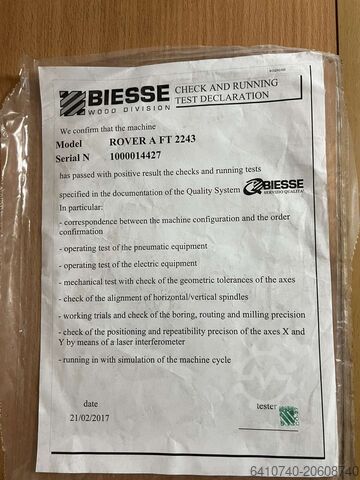 BIESSE
WOOD DIVISION
CHECK AND RUNNING
TEST DECLARATION
We confirm that the machine
Model ROVER A FT 2243
Serial N 1000014427
has passed with positive result the checks and running tests
specified in the documentation of the Quality System BIESSE
SERVIZIO QUALITA'
In particular:
- correspondence between the machine configuration and the order
confirmation
- operating test of the pneumatic equipment
- operating test of the electric equipment
- mechanical test with check of the geometric tolerances of the axes
- check of the alignment of horizontal/vertical spindles
- working trials and check of the boring, routing and milling precision
- check of the positioning and repeatibility precison of the axes X and
Y by means of a laser interferometer
- running in with simulation of the machine cycle
date
tester
21/02/2017
6410740-20608740